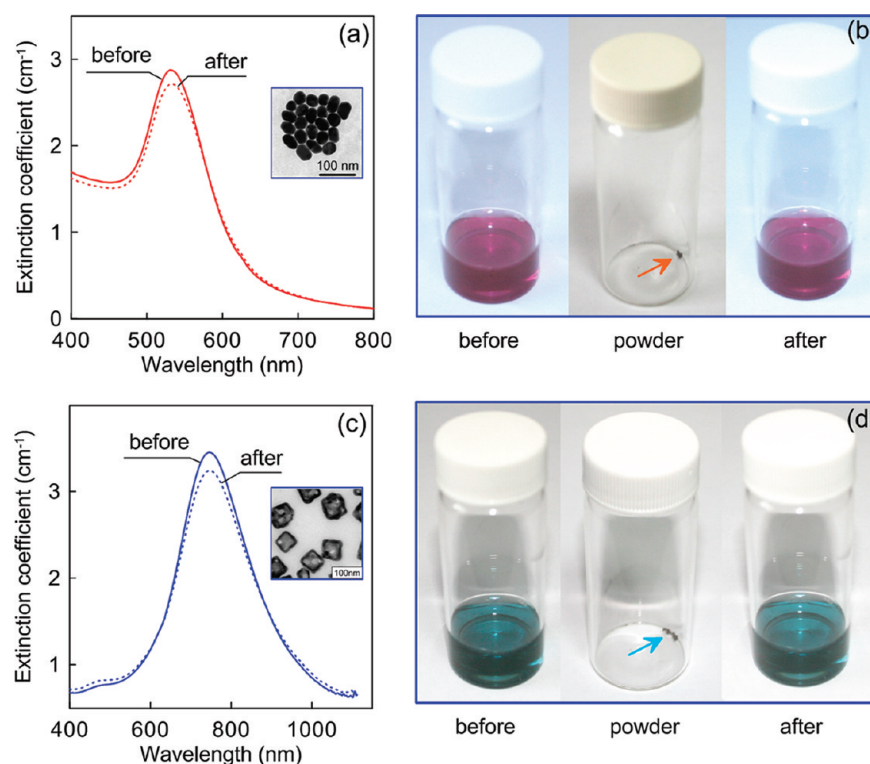 (a)
before
after
3
2
1
0
100 nm
400 500 600 700 800
Wavelength (nm)
Extinction coefficient (cm⁻¹)
(b)
before powder after
(c)
before
after
3
2
1
100nm
400 600 800 1000
Wavelength (nm)
Extinction coefficient (cm⁻¹)
(d)
before powder after